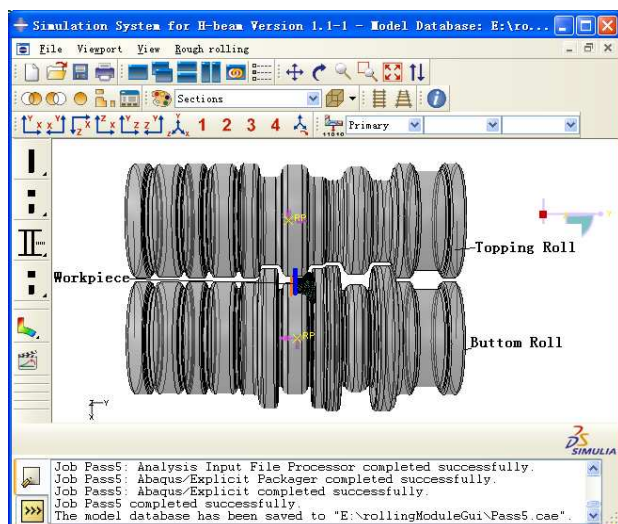 Simulation System for H-beam Version 1.1-1 - Model Database: E:\ro...
File Viewport View Rough rolling
Sections
1 2 3 4
Primary
RP
Topping Roll
Workpiece
RP
Buttom Roll
Z Y
X
SIMULIA
Job Pass5: Analysis Input File Processor completed successfully.
Job Pass5: Abaqus/Explicit Packager completed successfully.
Job Pass5: Abaqus/Explicit completed successfully.
Job Pass5 completed successfully.
The model database has been saved to "E:\rollingModuleGui\Pass5.cae".